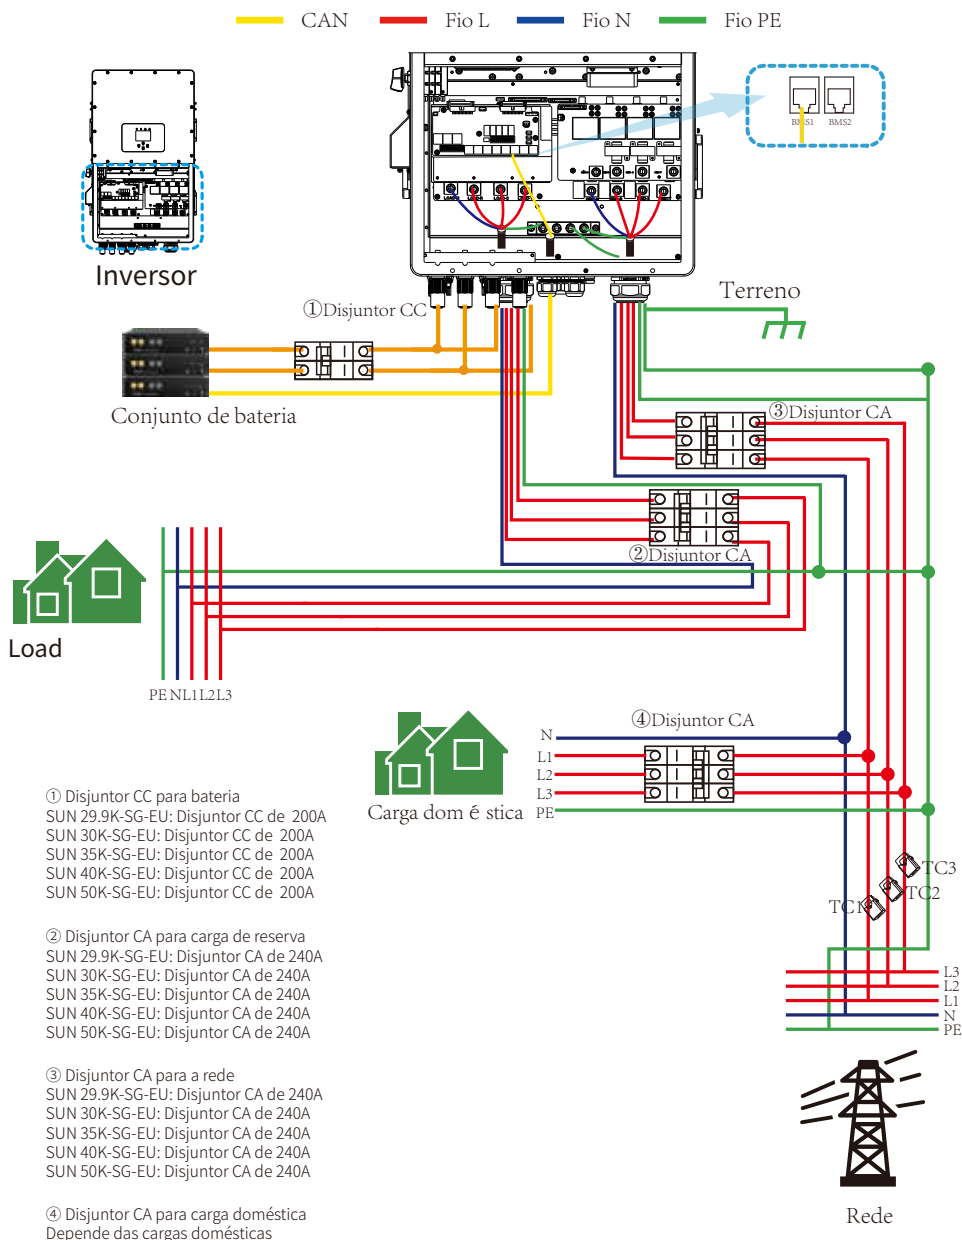 CAN Fio L Fio N Fio PE
BMS1 BMS2
Inversor
①Disjuntor CC
Terreno
Conjunto de bateria
③Disjuntor CA
②Disjuntor CA
Load
PE N L1 L2 L3
④Disjuntor CA
N
L1
L2
L3
PE
Carga dom é stica
TC3
TC2
TC1
L3
L2
L1
N
PE
Rede
① Disjuntor CC para bateria
SUN 29.9K-SG-EU: Disjuntor CC de 200A
SUN 30K-SG-EU: Disjuntor CC de 200A
SUN 35K-SG-EU: Disjuntor CC de 200A
SUN 40K-SG-EU: Disjuntor CC de 200A
SUN 50K-SG-EU: Disjuntor CC de 200A
② Disjuntor CA para carga de reserva
SUN 29.9K-SG-EU: Disjuntor CA de 240A
SUN 30K-SG-EU: Disjuntor CA de 240A
SUN 35K-SG-EU: Disjuntor CA de 240A
SUN 40K-SG-EU: Disjuntor CA de 240A
SUN 50K-SG-EU: Disjuntor CA de 240A
③ Disjuntor CA para a rede
SUN 29.9K-SG-EU: Disjuntor CA de 240A
SUN 30K-SG-EU: Disjuntor CA de 240A
SUN 35K-SG-EU: Disjuntor CA de 240A
SUN 40K-SG-EU: Disjuntor CA de 240A
SUN 50K-SG-EU: Disjuntor CA de 240A
④ Disjuntor CA para carga doméstica
Depende das cargas domésticas